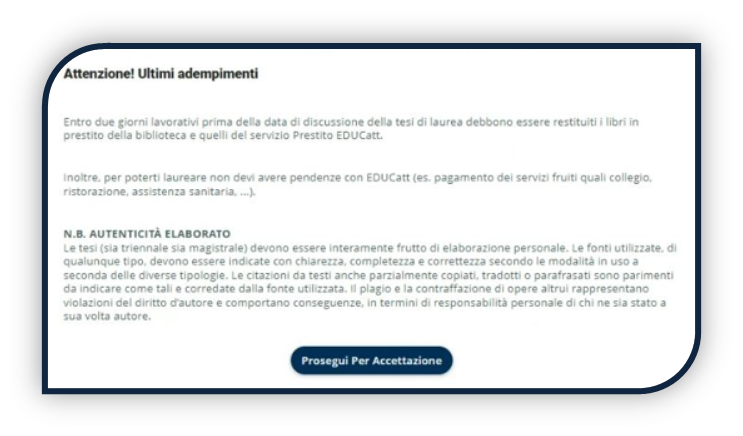 Attenzione! Ultimi adempimenti
Entro due giorni lavorativi prima della data di discussione della tesi di laurea debbono essere restituiti i libri in
prestito della biblioteca e quelli del servizio Prestito EDUCatt.
Inoltre, per poterti laureare non devi avere pendenze con EDUCatt (es. pagamento dei servizi fruiti quali collegio,
ristorazione, assistenza sanitaria, ...).
N.B. AUTENTICITÀ ELABORATO
Le tesi (sia triennale sia magistrale) devono essere interamente frutto di elaborazione personale. Le fonti utilizzate, di
qualunque tipo, devono essere indicate con chiarezza, completezza e correttezza secondo le modalità in uso a
seconda delle diverse tipologie. Le citazioni da testi anche parzialmente copiati, tradotti o parafrasati sono parimenti
da indicare come tali e corredate dalla fonte utilizzata. Il plagio e la contraffazione di opere altrui rappresentano
violazioni del diritto d'autore e comportano conseguenze, in termini di responsabilità personale di chi ne sia stato a
sua volta autore.
Prosegui Per Accettazione